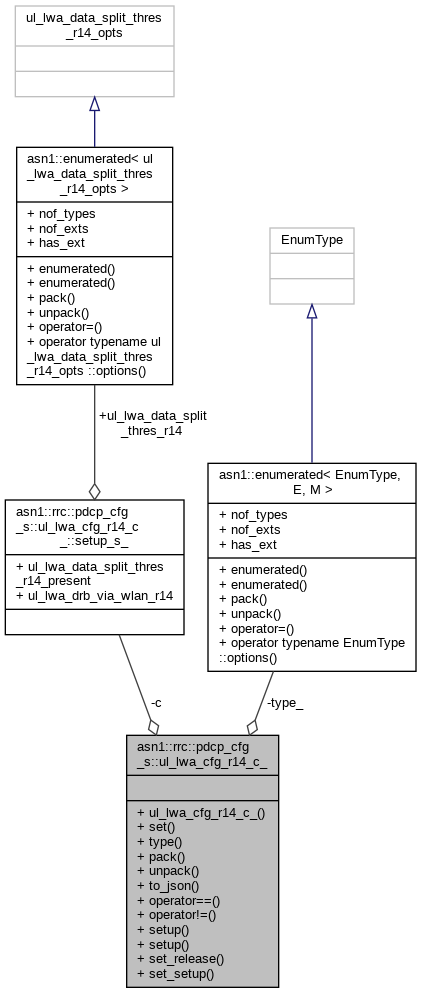 ul_lwa_data_split_thres
_r14_opts
asn1::enumerated< ul
_lwa_data_split_thres
_r14_opts >
+ nof_types
+ nof_exts
+ has_ext
+ enumerated()
+ enumerated()
+ pack()
+ unpack()
+ operator=()
+ operator typename ul
_lwa_data_split_thres
_r14_opts ::options()
EnumType
+ul_lwa_data_split
_thres_r14
asn1::enumerated< EnumType,
E, M >
+ nof_types
+ nof_exts
+ has_ext
+ enumerated()
+ enumerated()
+ pack()
+ unpack()
+ operator=()
+ operator typename EnumType
::options()
asn1::rrc::pdcp_cfg
_s::ul_lwa_cfg_r14_c
_::setup_s_
+ ul_lwa_data_split_thres
_r14_present
+ ul_lwa_drb_via_wlan_r14
-c
-type_
asn1::rrc::pdcp_cfg
_s::ul_lwa_cfg_r14_c_
+ ul_lwa_cfg_r14_c_()
+ set()
+ type()
+ pack()
+ unpack()
+ to_json()
+ operator==()
+ operator!=()
+ setup()
+ setup()
+ set_release()
+ set_setup()